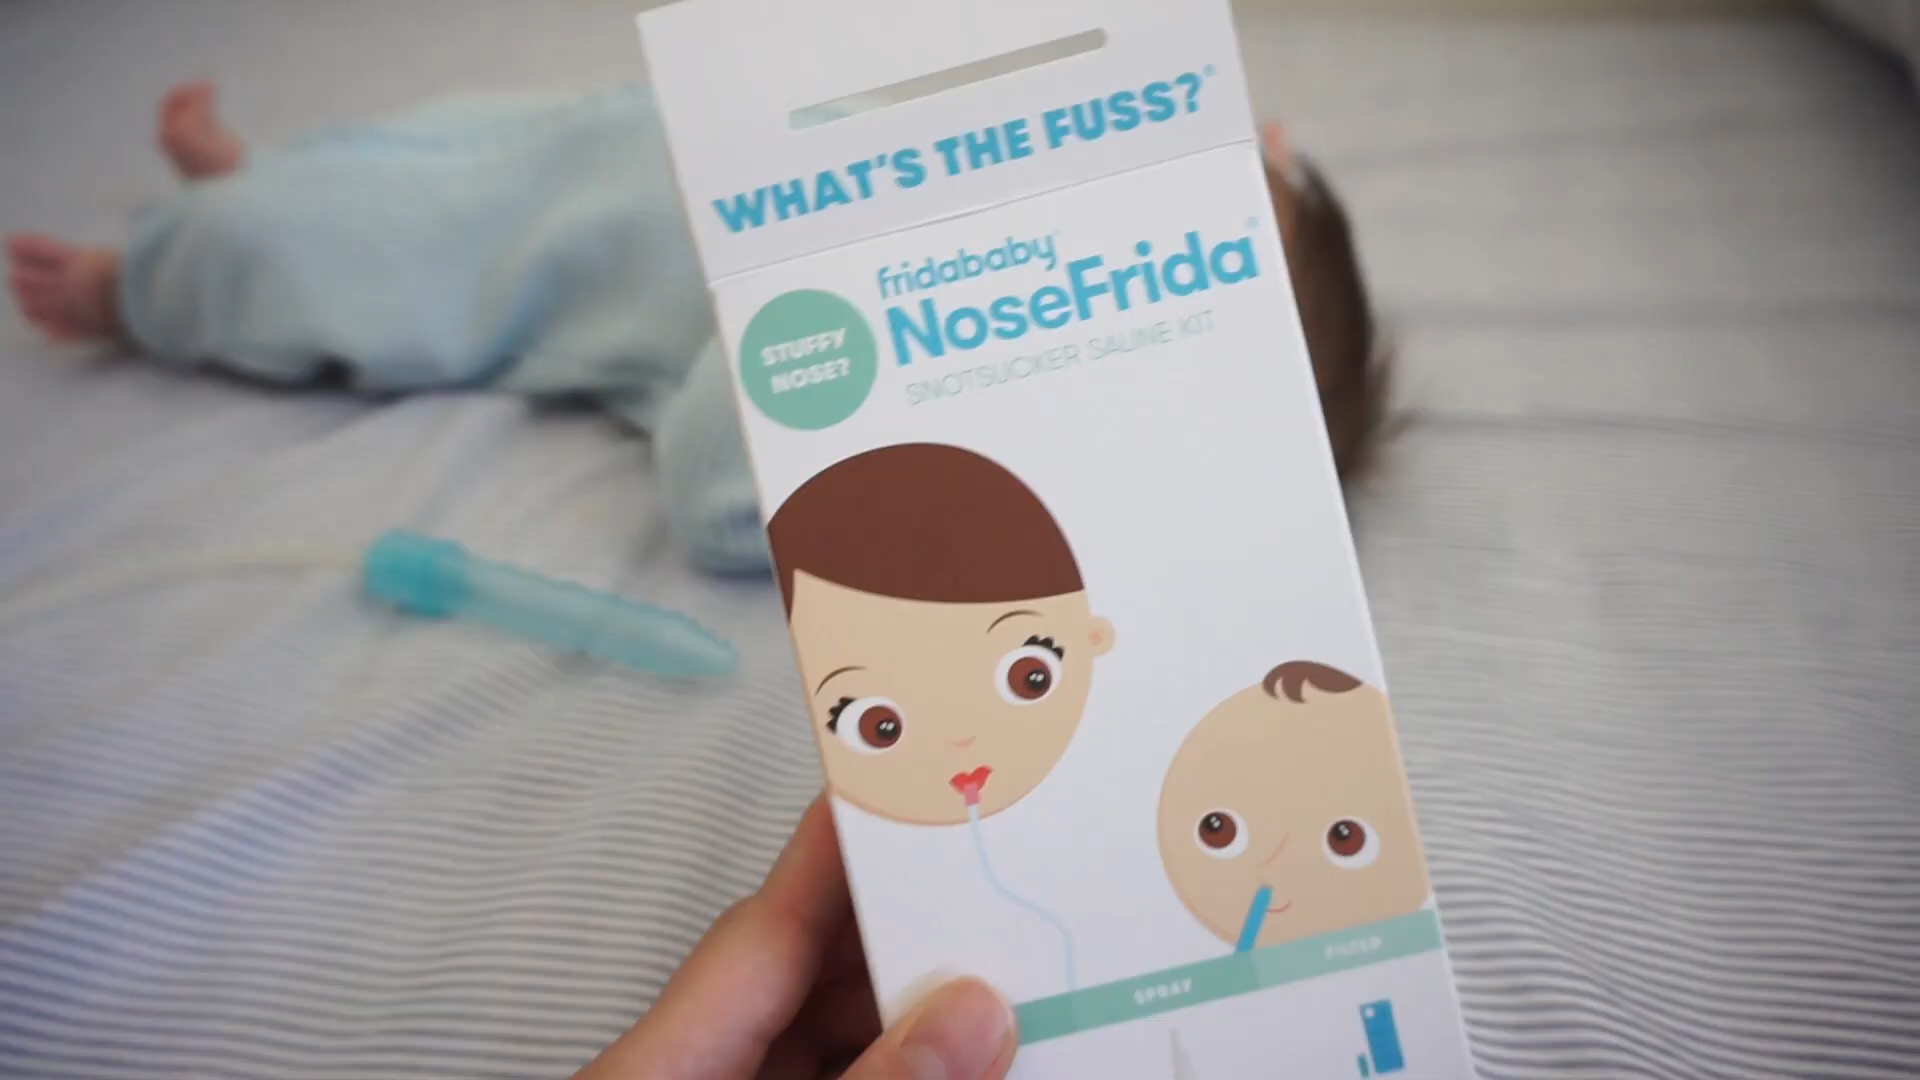 WHAT'S THE FUSS?
fridababy
NoseFrida
SNOTSUCKER SALINE KIT
STUFFY
NOSE?
SPRAY
FILTER